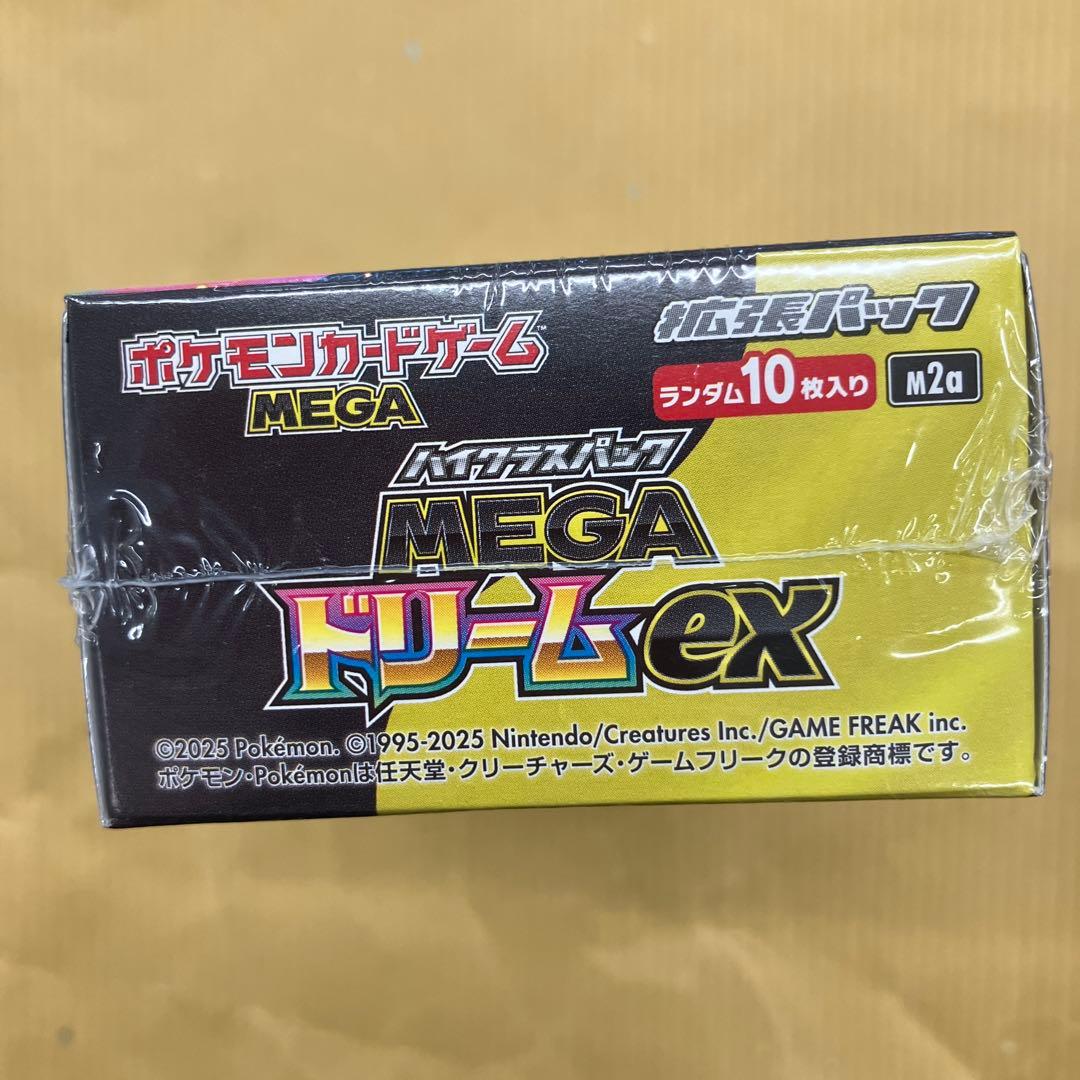 ポケモンカードゲーム™
MEGA
拡張パック
ランダム10枚入り
M2a
ハイクラスパック
MEGA
ドリームex
©2025 Pokémon. ©1995-2025 Nintendo/Creatures Inc./GAME FREAK inc.
ポケモン・Pokémonは任天堂・クリーチャーズ・ゲームフリークの登録商標です。